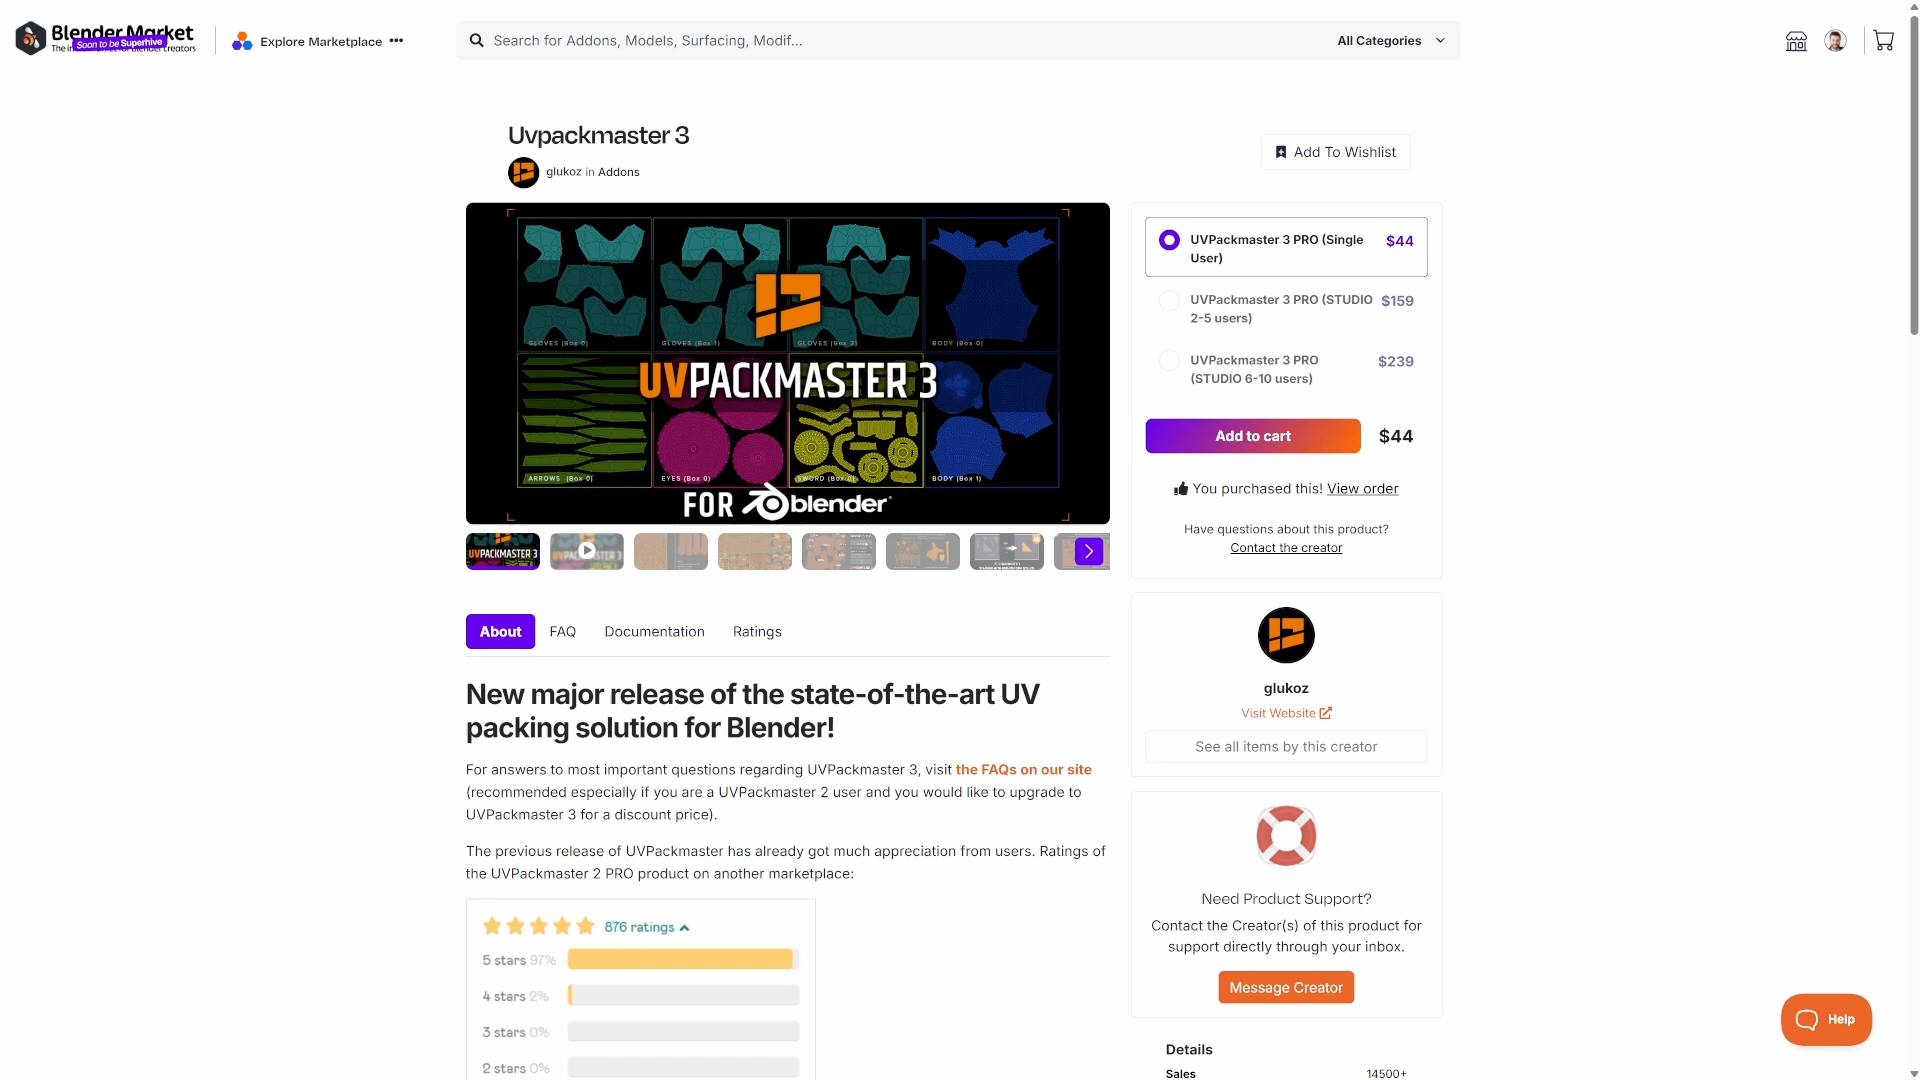 Blender Market
Soon to be Superhive
Explore Marketplace •••
Search for Addons, Models, Surfacing, Modif...
All Categories
Uvpackmaster 3
glukoz in Addons
Add To Wishlist
GLOVES (Box 0)
GLOVES (Box 1)
GLOVES (Box 2)
BODY (Box 0)
UVPACKMASTER 3
ARROWS (Box 0)
EYES (Box 0)
SWORD (Box 0)
BODY (Box 1)
FOR blender
UVPACKMASTER 3
UVPackmaster 3 PRO (Single User) $44
UVPackmaster 3 PRO (STUDIO 2-5 users) $159
UVPackmaster 3 PRO (STUDIO 6-10 users) $239
Add to cart $44
You purchased this! View order
Have questions about this product?
Contact the creator
About
FAQ
Documentation
Ratings
New major release of the state-of-the-art UV
packing solution for Blender!
For answers to most important questions regarding UVPackmaster 3, visit the FAQs on our site
(recommended especially if you are a UVPackmaster 2 user and you would like to upgrade to
UVPackmaster 3 for a discount price).
The previous release of UVPackmaster has already got much appreciation from users. Ratings of
the UVPackmaster 2 PRO product on another marketplace:
876 ratings
5 stars 97%
4 stars 2%
3 stars 0%
2 stars 0%
glukoz
Visit Website
See all items by this creator
Need Product Support?
Contact the Creator(s) of this product for
support directly through your inbox.
Message Creator
Details
Sales 14500+
Help